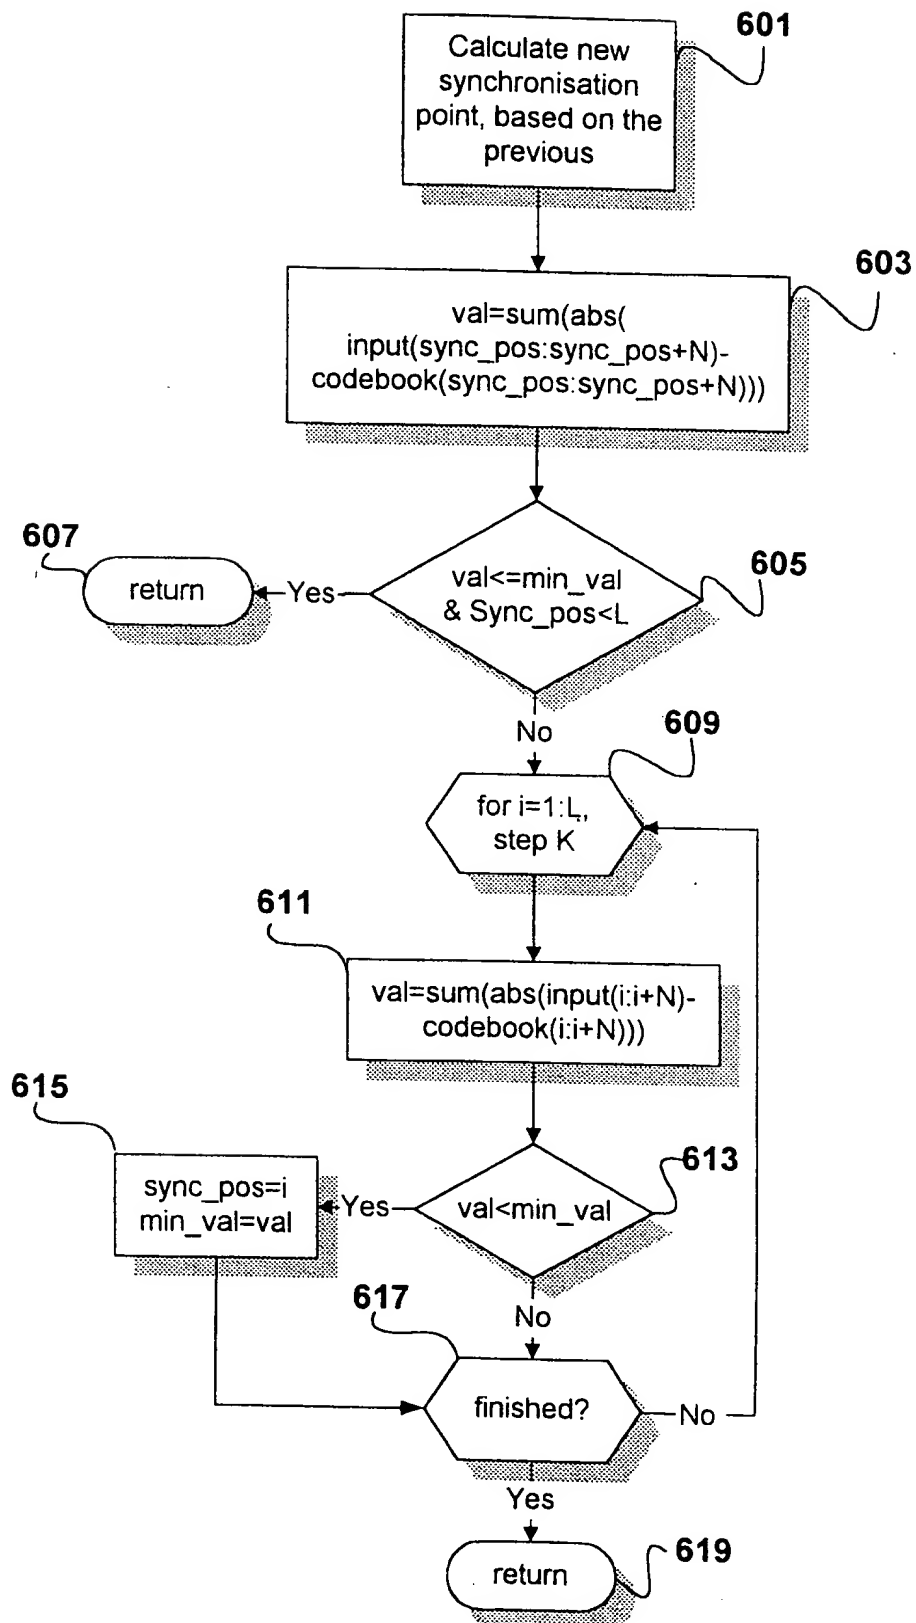 601
Calculate new
synchronisation
point, based on the
previous
603
val=sum(abs(
input(sync_pos:sync_pos+N)-
codebook(sync_pos:sync_pos+N)))
607
return
Yes
val<=min_val
& Sync_pos<L
605
No
609
for i=1:L,
step K
611
val=sum(abs(input(i:i+N)-
codebook(i:i+N)))
615
sync_pos=i
min_val=val
Yes
val<min_val
613
No
617
finished?
No
Yes
return
619